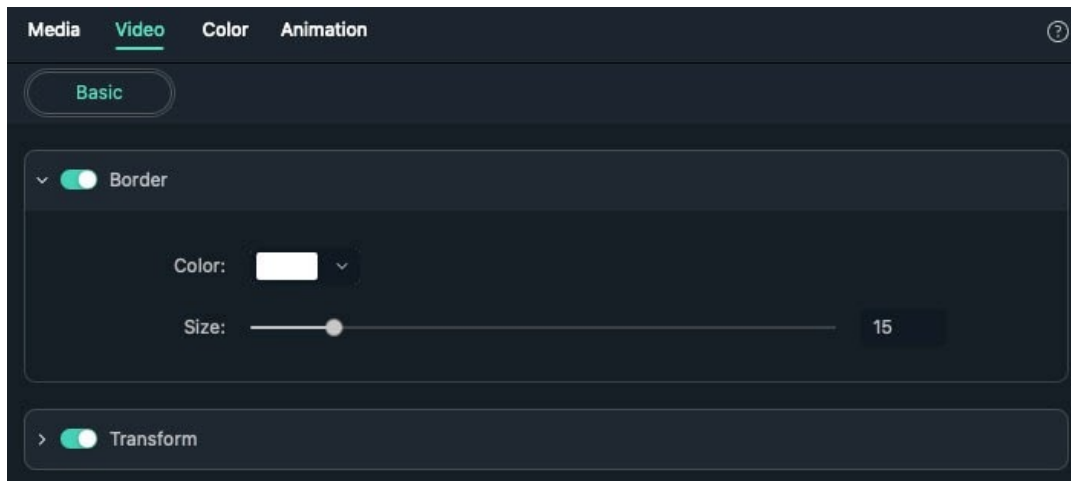 Media Video Color Animation ?
Basic
Border
Color:
Size: 15
Transform